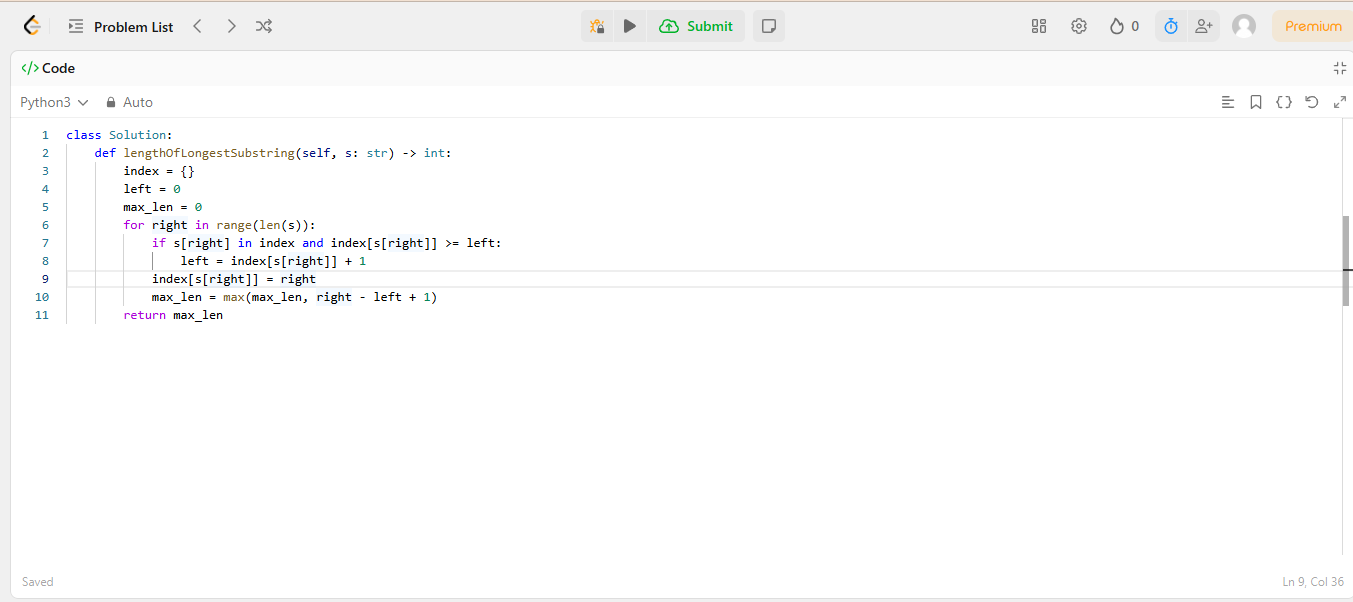 Problem List
Submit
0
Premium
</> Code
Python3 Auto
1 class Solution:
2     def lengthOfLongestSubstring(self, s: str) -> int:
3         index = {}
4         left = 0
5         max_len = 0
6         for right in range(len(s)):
7             if s[right] in index and index[s[right]] >= left:
8                 left = index[s[right]] + 1
9             index[s[right]] = right
10             max_len = max(max_len, right - left + 1)
11         return max_len
Saved
Ln 9, Col 36